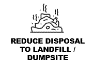 REDUCE DISPOSAL
TO LANDFILL /
DUMPSITE